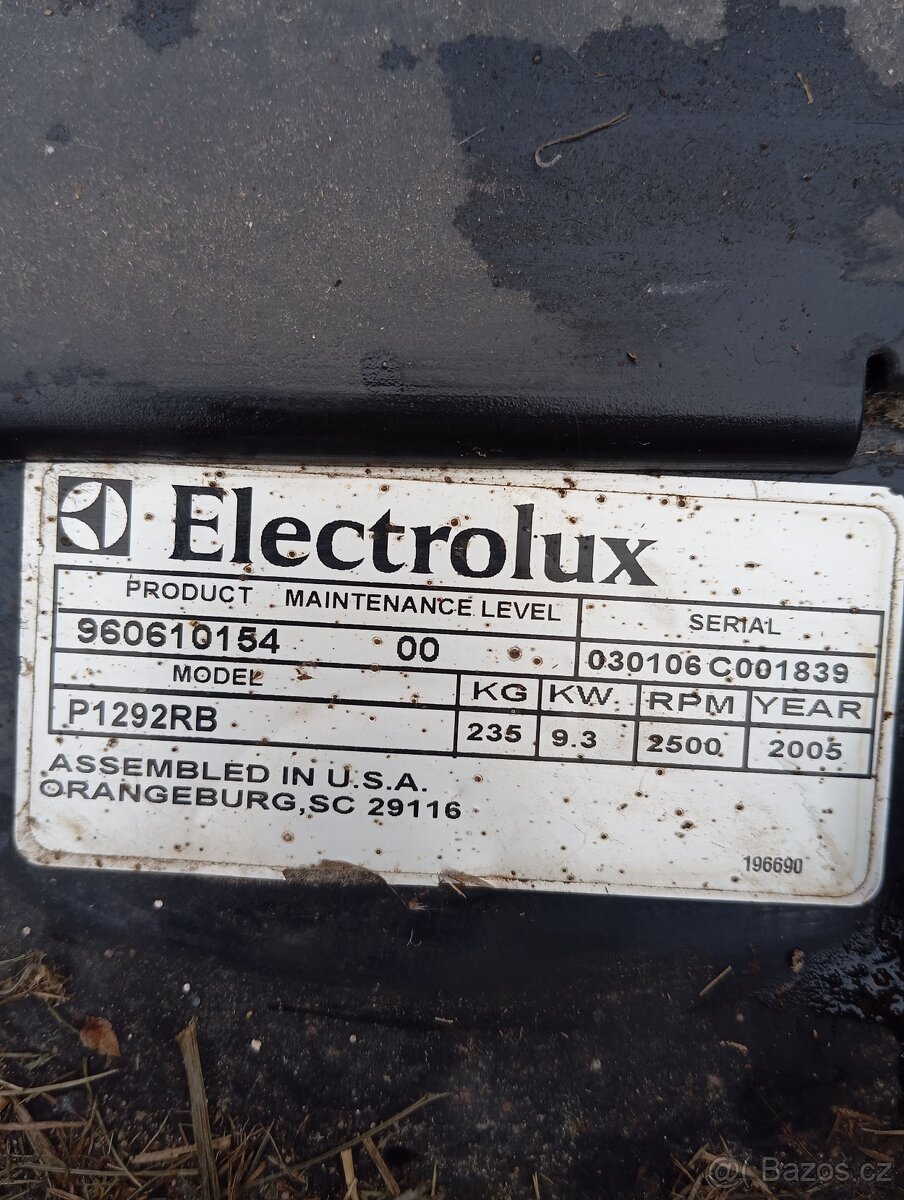 Electrolux
PRODUCT MAINTENANCE LEVEL SERIAL
960610154 00 030106 C001839
MODEL KG KW RPM YEAR
P1292RB 235 9.3 2500 2005
ASSEMBLED IN U.S.A.
ORANGEBURG,SC 29116
196690
Bazos.cz